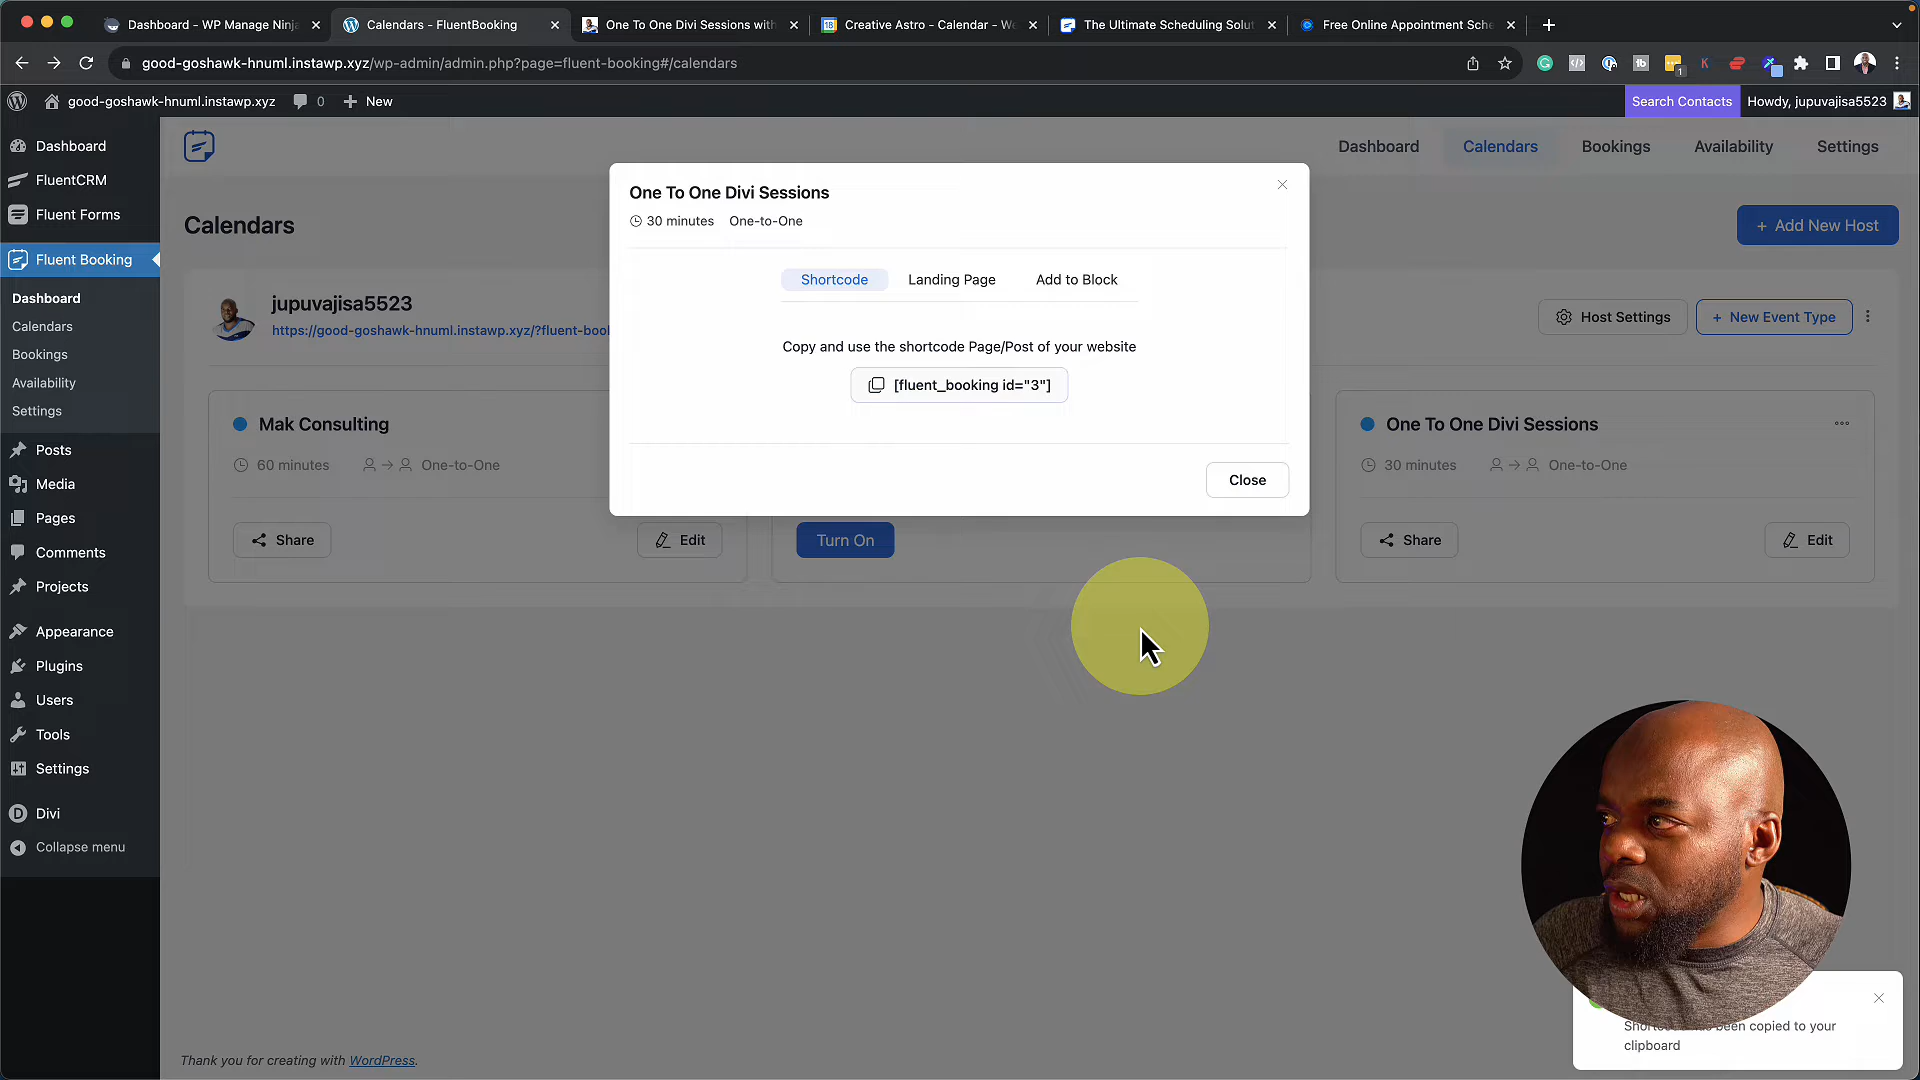 Dashboard - WP Manage Ninja
Calendars - FluentBooking
One To One Divi Sessions with
Creative Astro - Calendar - We
The Ultimate Scheduling Solut
Free Online Appointment Sche
good-goshawk-hnuml.instawp.xyz/wp-admin/admin.php?page=fluent-booking#/calendars
good-goshawk-hnuml.instawp.xyz
0
New
Search Contacts
Howdy, jupuvajisa5523
Dashboard
FluentCRM
Fluent Forms
Fluent Booking
Dashboard
Calendars
Bookings
Availability
Settings
Posts
Media
Pages
Comments
Projects
Appearance
Plugins
Users
Tools
Settings
Divi
Collapse menu
Dashboard
Calendars
Bookings
Availability
Settings
Calendars
+ Add New Host
jupuvajisa5523
https://good-goshawk-hnuml.instawp.xyz/?fluent-bool
Host Settings
+ New Event Type
Mak Consulting
60 minutes
One-to-One
Share
Edit
Turn On
One To One Divi Sessions
30 minutes
One-to-One
Share
Edit
One To One Divi Sessions
30 minutes
One-to-One
Shortcode
Landing Page
Add to Block
Copy and use the shortcode Page/Post of your website
[fluent_booking id="3"]
Close
been copied to your
clipboard
Thank you for creating with WordPress.